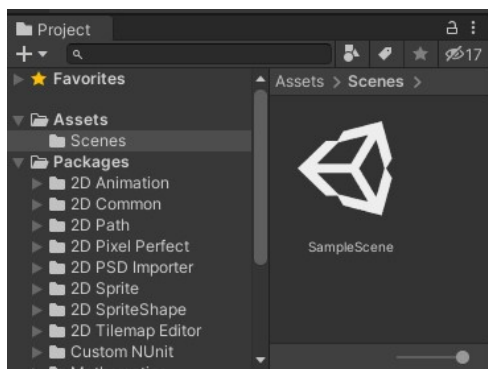 Project
17
Favorites
Assets > Scenes >
Assets
Scenes
Packages
2D Animation
2D Common
SampleScene
2D Path
2D Pixel Perfect
2D PSD Importer
2D Sprite
2D SpriteShape
2D Tilemap Editor
Custom NUnit